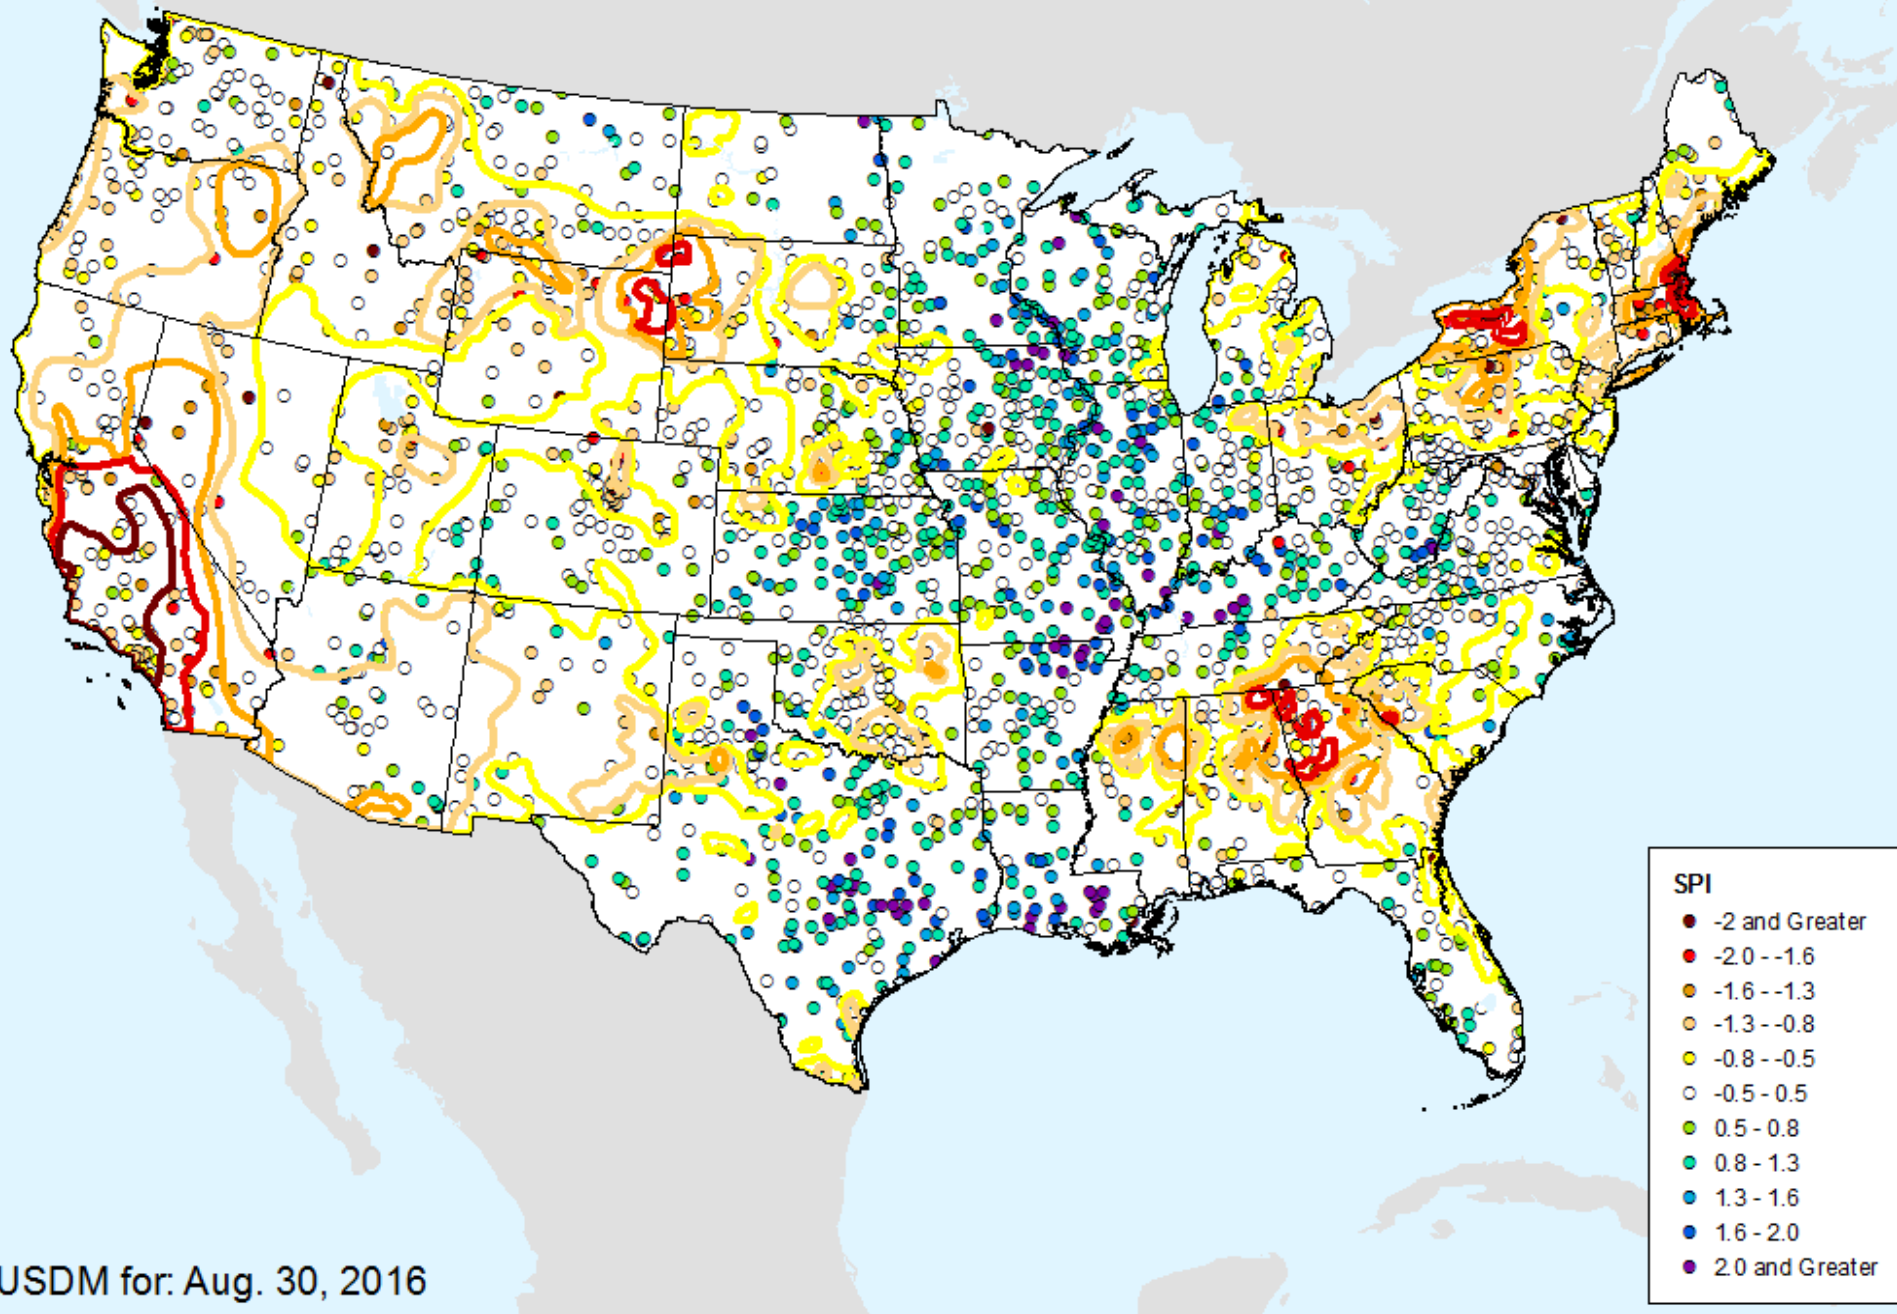 SPI
-2 and Greater
-2.0 - -1.6
-1.6 - -1.3
-1.3 - -0.8
-0.8 - -0.5
-0.5 - 0.5
0.5 - 0.8
0.8 - 1.3
1.3 - 1.6
1.6 - 2.0
2.0 and Greater
USDM for: Aug. 30, 2016